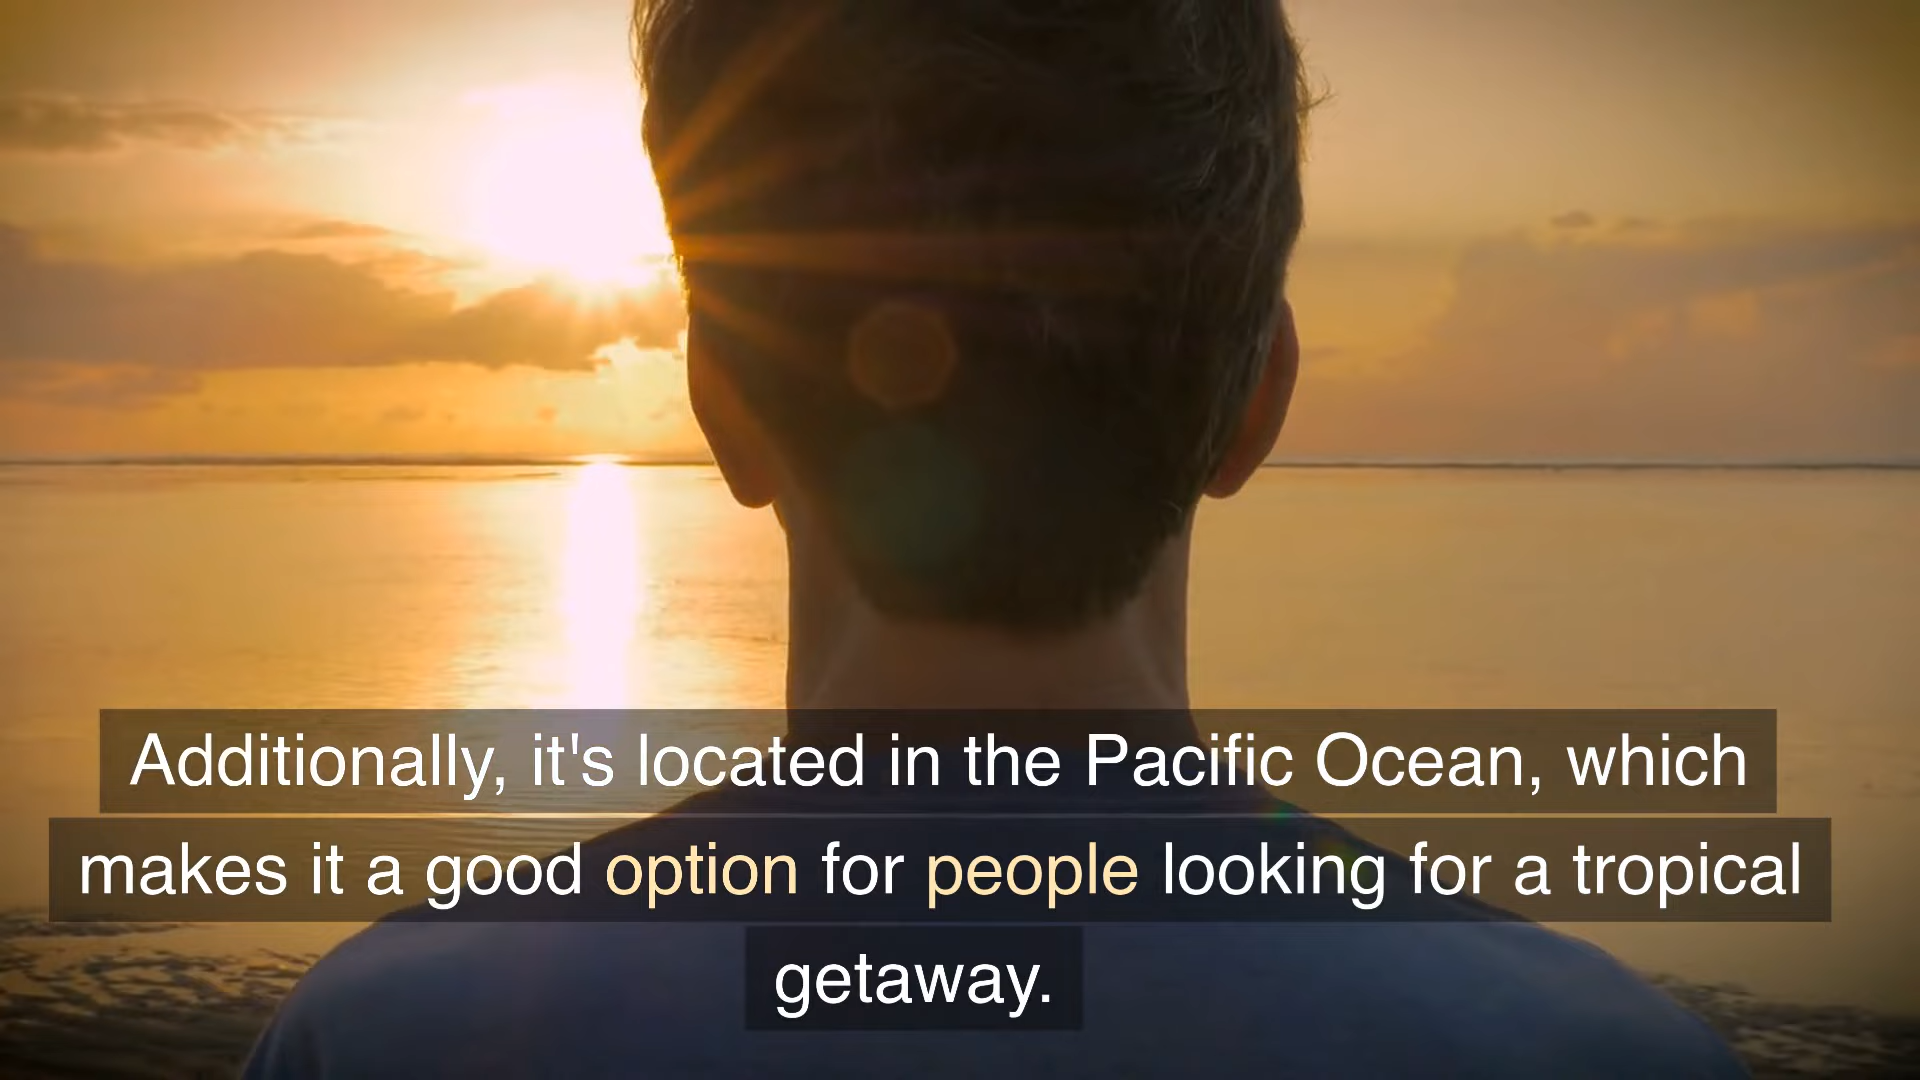 Additionally, it's located in the Pacific Ocean, which
makes it a good option for people looking for a tropical
getaway.